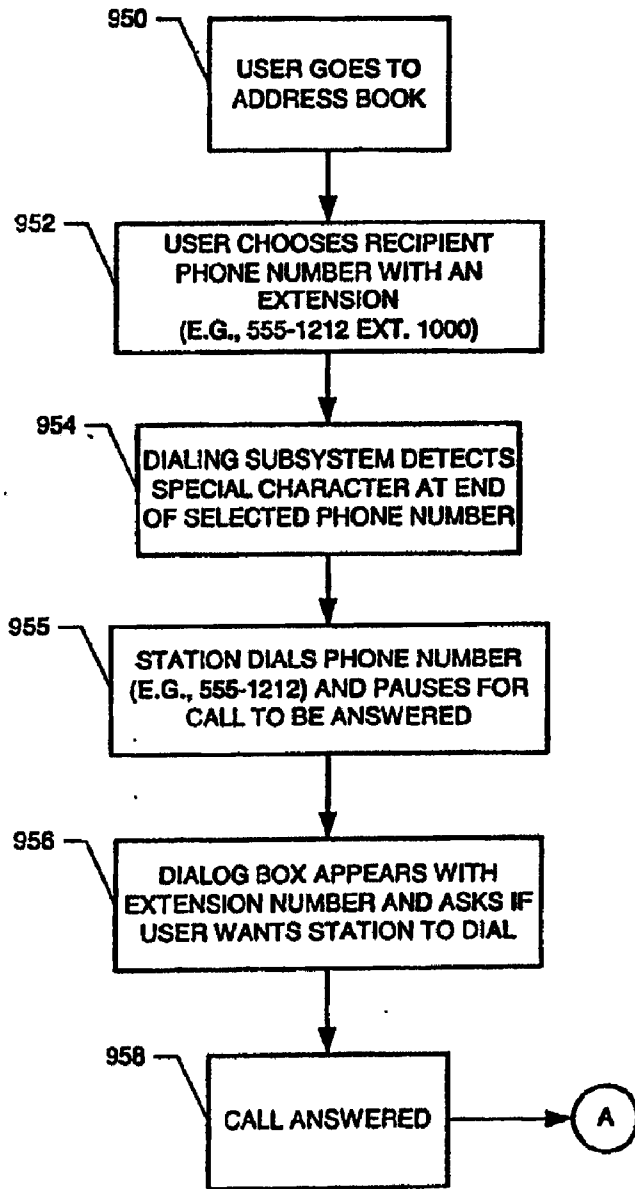 950
USER GOES TO
ADDRESS BOOK
952
USER CHOOSES RECIPIENT
PHONE NUMBER WITH AN
EXTENSION
(E.G., 555-1212 EXT. 1000)
954
DIALING SUBSYSTEM DETECTS
SPECIAL CHARACTER AT END
OF SELECTED PHONE NUMBER
955
STATION DIALS PHONE NUMBER
(E.G., 555-1212) AND PAUSES FOR
CALL TO BE ANSWERED
956
DIALOG BOX APPEARS WITH
EXTENSION NUMBER AND ASKS IF
USER WANTS STATION TO DIAL
958
CALL ANSWERED
A